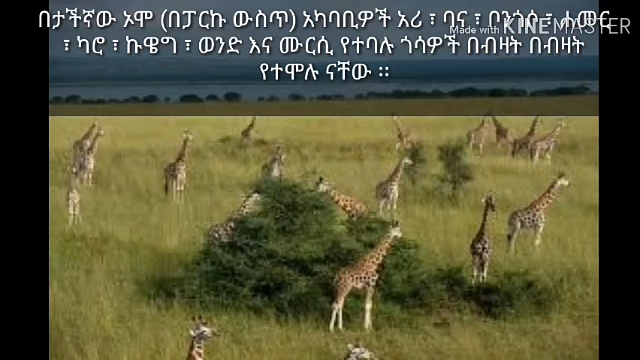 በታችኛው ኦሞ (በፓርኩ ውስጥ) አካባቢዎች አሪ ፣ ባና ፣ ቦንጎሶ ፣ ሐመር
፣ ካሮ ፣ ኩዌግ ፣ ወንድ እና ሙርሲ የተባሉ ጎሳዎች በብዛት በብዛት
የተሞሉ ናቸው ።
Made with KINEMASTER